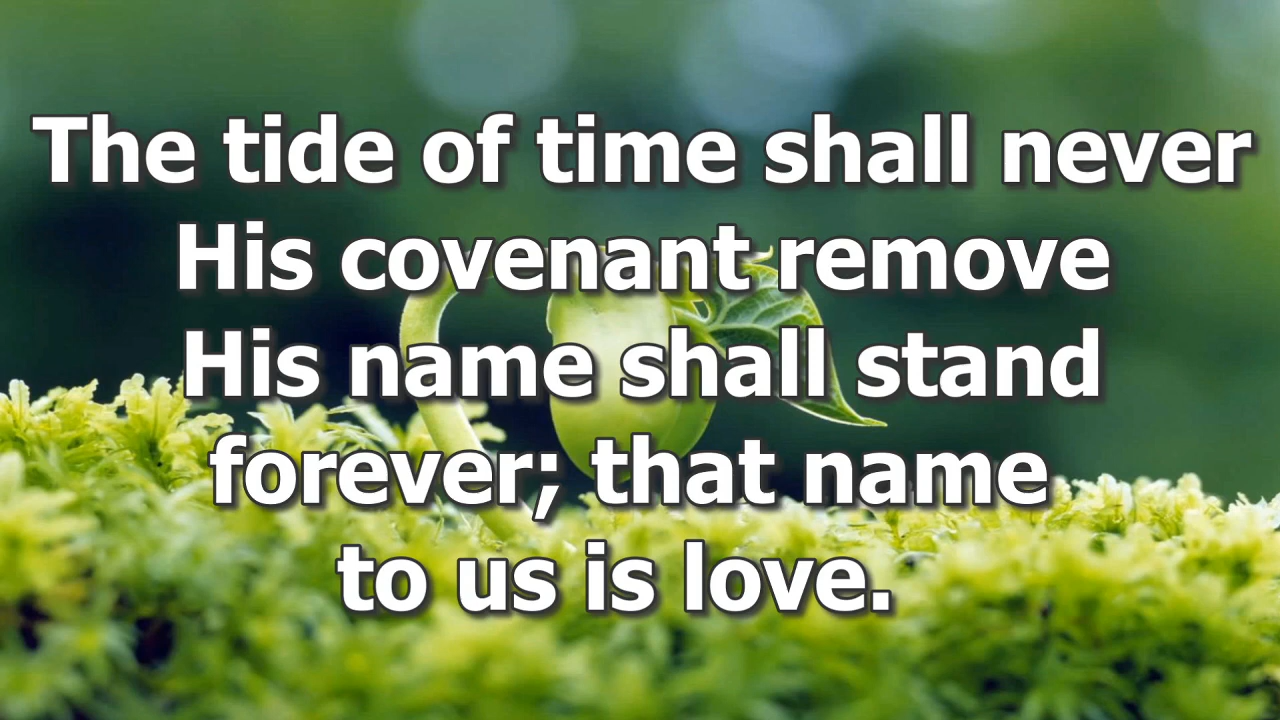 The tide of time shall never
His covenant remove
His name shall stand
forever; that name
to us is love.